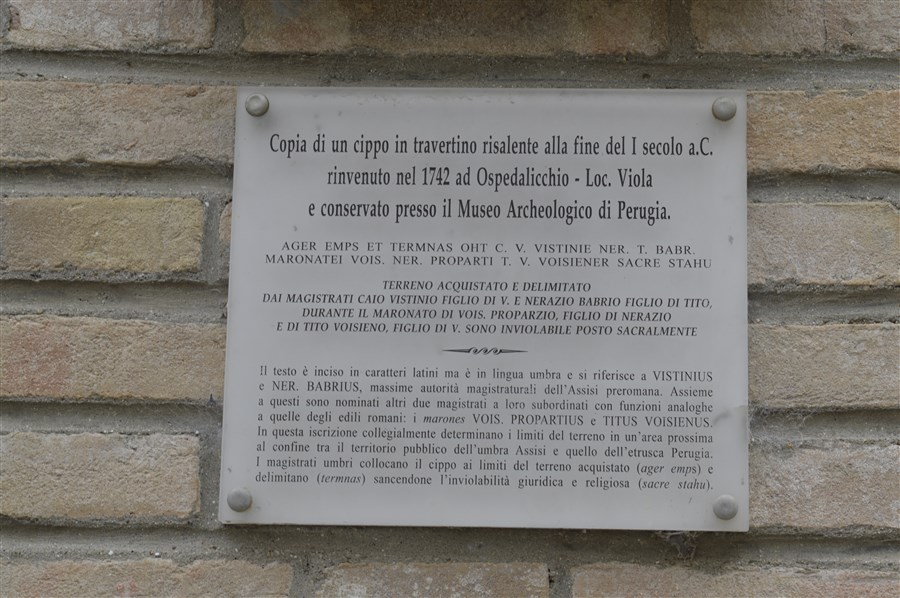 Copia di un cippo in travertino risalente alla fine del I secolo a.C.
rinvenuto nel 1742 ad Ospedalicchio - Loc. Viola
e conservato presso il Museo Archeologico di Perugia.
AGER EMPS ET TERMNAS OHT C. V. VISTINIE NER. T. BABR.
MARONATEI VOIS. NER. PROPARTI T. V. VOISIENER SACRE STAHU
TERRENO ACQUISTATO E DELIMITATO
DAI MAGISTRATI CAIO VISTINIO FIGLIO DI V. E NERAZIO BABRIO FIGLIO DI TITO,
DURANTE IL MARONATO DI VOIS. PROPARZIO, FIGLIO DI NERAZIO
E DI TITO VOISIENO, FIGLIO DI V. SONO INVIOLABILE POSTO SACRALMENTE
Il testo è inciso in caratteri latini ma è in lingua umbra e si riferisce a VISTINIUS
e NER. BABRIUS, massime autorità magistraturali dell'Assisi preromana. Assieme
a questi sono nominati altri due magistrati a loro subordinati con funzioni analoghe
a quelle degli edili romani: i marones VOIS. PROPARTIUS e TITUS VOISIENUS.
In questa iscrizione collegialmente determinano i limiti del terreno in un'area prossima
al confine tra il territorio pubblico dell'umbra Assisi e quello dell'etrusca Perugia.
I magistrati umbri collocano il cippo ai limiti del terreno acquistato (ager emps) e
delimitano (termnas) sancendone l'inviolabilità giuridica e religiosa (sacre stahu).